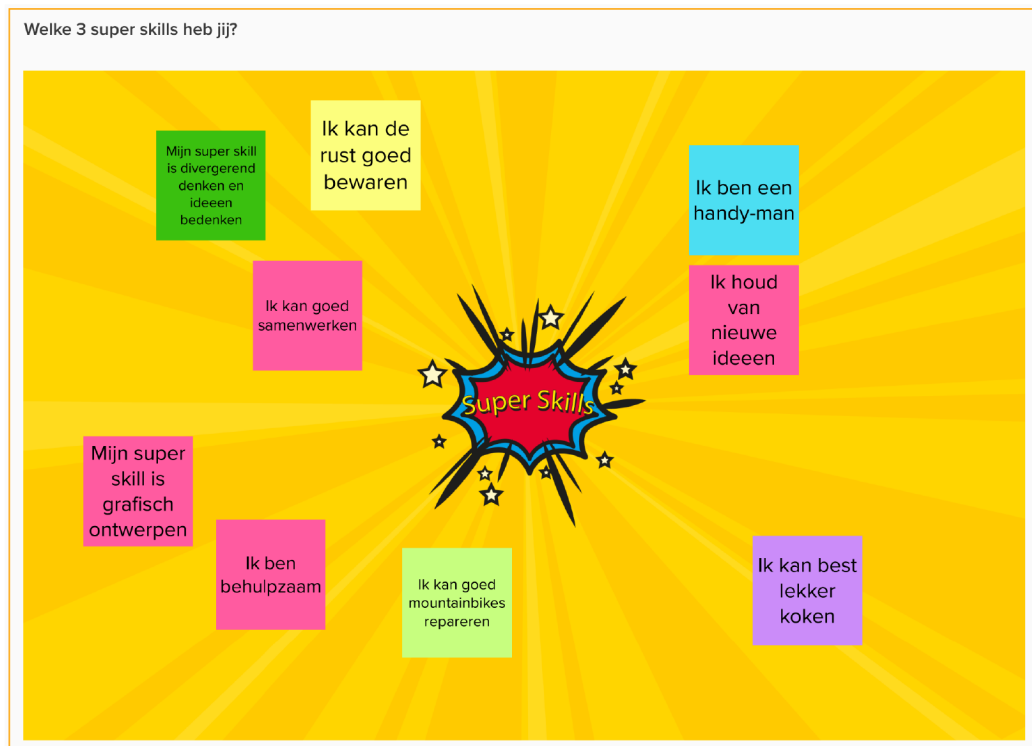 Welke 3 super skills heb jij?
Mijn super skill
is divergerend
denken en
ideeen
bedenken
Ik kan de
rust goed
bewaren
Ik ben een
handy-man
Ik kan goed
samenwerken
Ik houd
van
nieuwe
ideeen
Super Skills
Mijn super
skill is
grafisch
ontwerpen
Ik ben
behulpzaam
Ik kan goed
mountainbikes
repareren
Ik kan best
lekker
koken